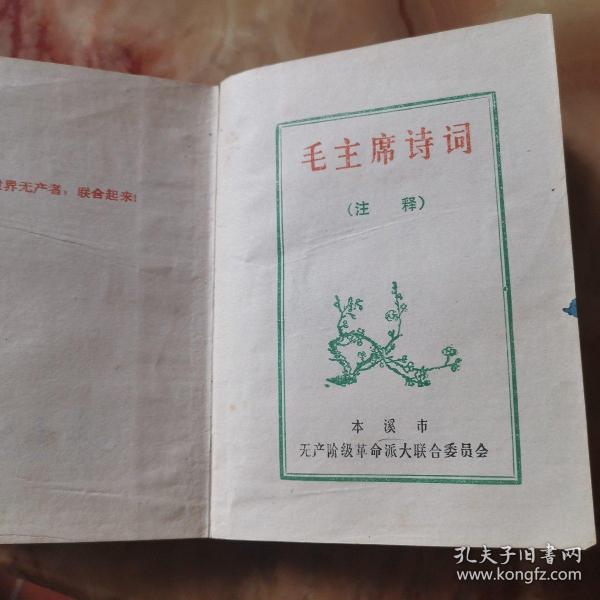 世界无产者，联合起来！
毛主席诗词
（注 释）
本 溪 市
无产阶级革命派大联合委员会
孔夫子旧书网
www.kongfz.com